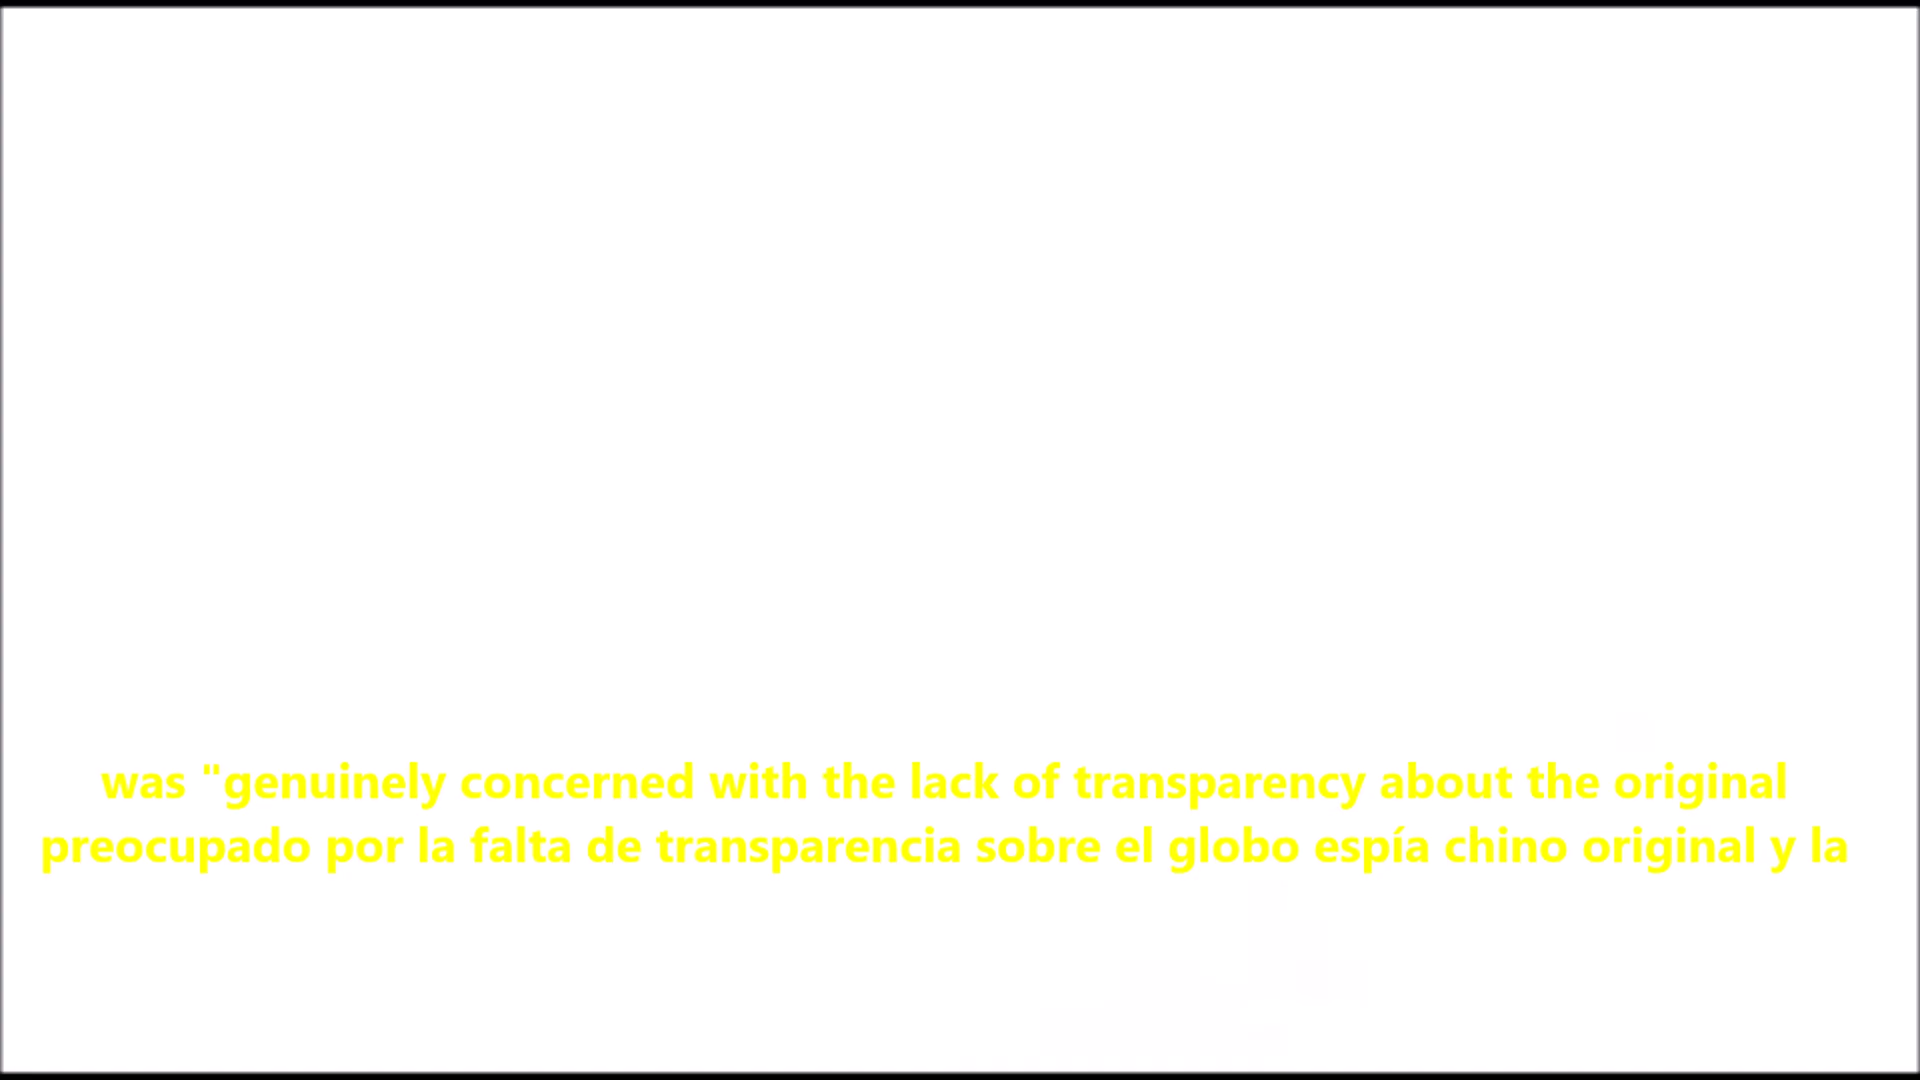 was "genuinely concerned with the lack of transparency about the original
preocupado por la falta de transparencia sobre el globo espía chino original y la